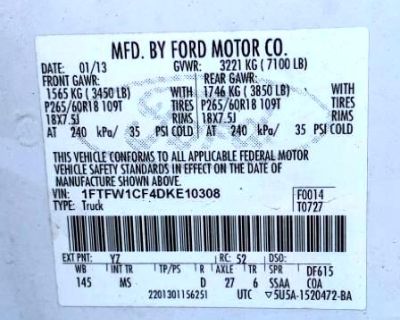 MFD. BY FORD MOTOR CO.
DATE: 01/13 GVWR: 3221 KG ( 7100 LB)
FRONT GAWR: REAR GAWR:
1565 KG ( 3450 LB) WITH 1746 KG ( 3850 LB) WITH
P265/60R18 109T TIRES P265/60R18 109T TIRES
18X7.5J RIMS 18X7.5J RIMS
AT 240 kPa/ 35 PSI COLD AT 240 kPa/ 35 PSI COLD
THIS VEHICLE CONFORMS TO ALL APPLICABLE FEDERAL MOTOR
VEHICLE SAFETY STANDARDS IN EFFECT ON THE DATE OF
MANUFACTURE SHOWN ABOVE.
VIN: 1FTFW1CF4DKE10308 F0014
TYPE: Truck T0727
EXT PNT: YZ RC: 52 DSO:
WB INT TR TP/PS R AXLE TR SPR DF615
145 MS D 27 6 SSAA COA
2201301156251 UTC 5U5A-1520472-BA